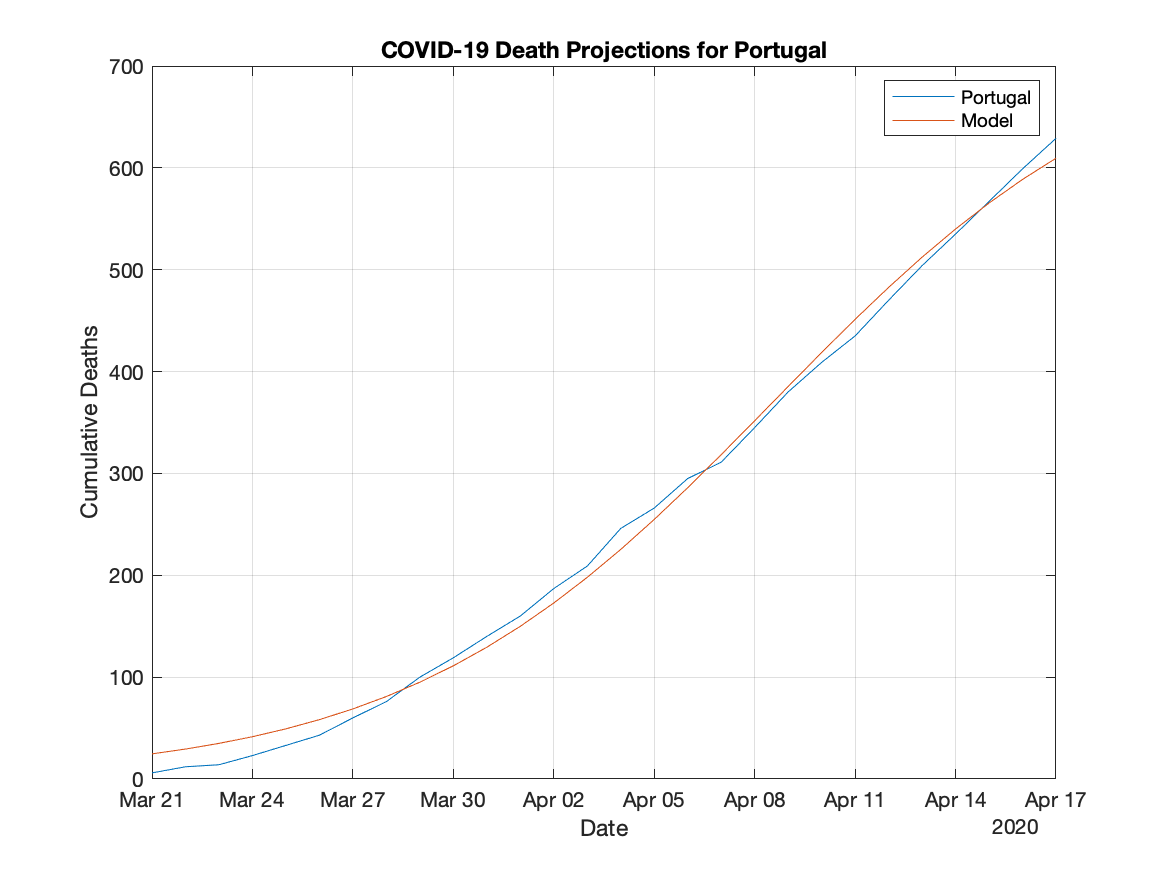 COVID-19 Death Projections for Portugal
700
600
500
400
300
200
100
0
Cumulative Deaths
Portugal
Model
Mar 21 Mar 24 Mar 27 Mar 30 Apr 02 Apr 05 Apr 08 Apr 11 Apr 14 Apr 17
Date
2020